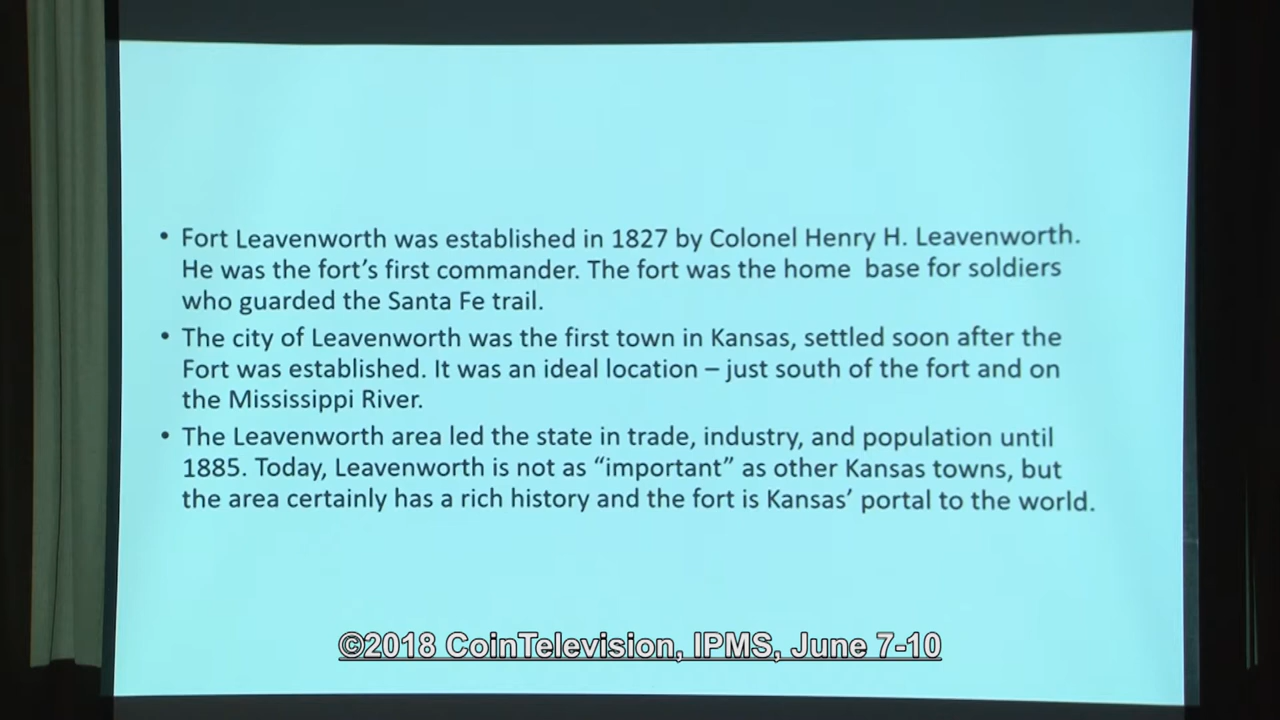 • Fort Leavenworth was established in 1827 by Colonel Henry H. Leavenworth.
He was the fort's first commander. The fort was the home base for soldiers
who guarded the Santa Fe trail.
• The city of Leavenworth was the first town in Kansas, settled soon after the
Fort was established. It was an ideal location – just south of the fort and on
the Mississippi River.
• The Leavenworth area led the state in trade, industry, and population until
1885. Today, Leavenworth is not as “important” as other Kansas towns, but
the area certainly has a rich history and the fort is Kansas’ portal to the world.
©2018 CoinTelevision, IPMS, June 7-10